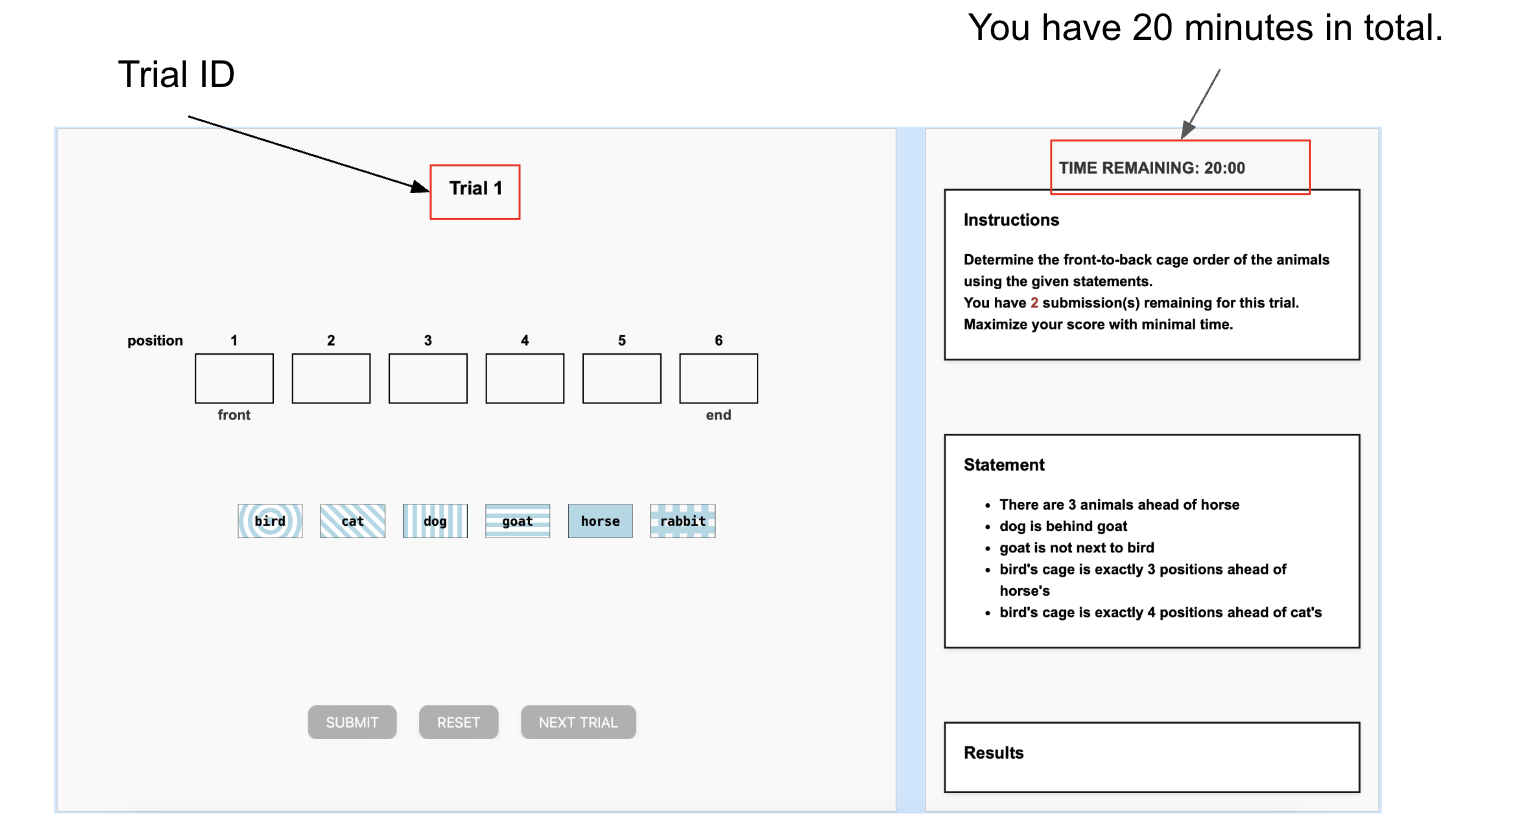 You have 20 minutes in total.
Trial ID
Trial 1
position 1 2 3 4 5 6
front end
bird cat dog goat horse rabbit
SUBMIT RESET NEXT TRIAL
TIME REMAINING: 20:00
Instructions
Determine the front-to-back cage order of the animals
using the given statements.
You have 2 submission(s) remaining for this trial.
Maximize your score with minimal time.
Statement
• There are 3 animals ahead of horse
• dog is behind goat
• goat is not next to bird
• bird's cage is exactly 3 positions ahead of
horse's
• bird's cage is exactly 4 positions ahead of cat's
Results